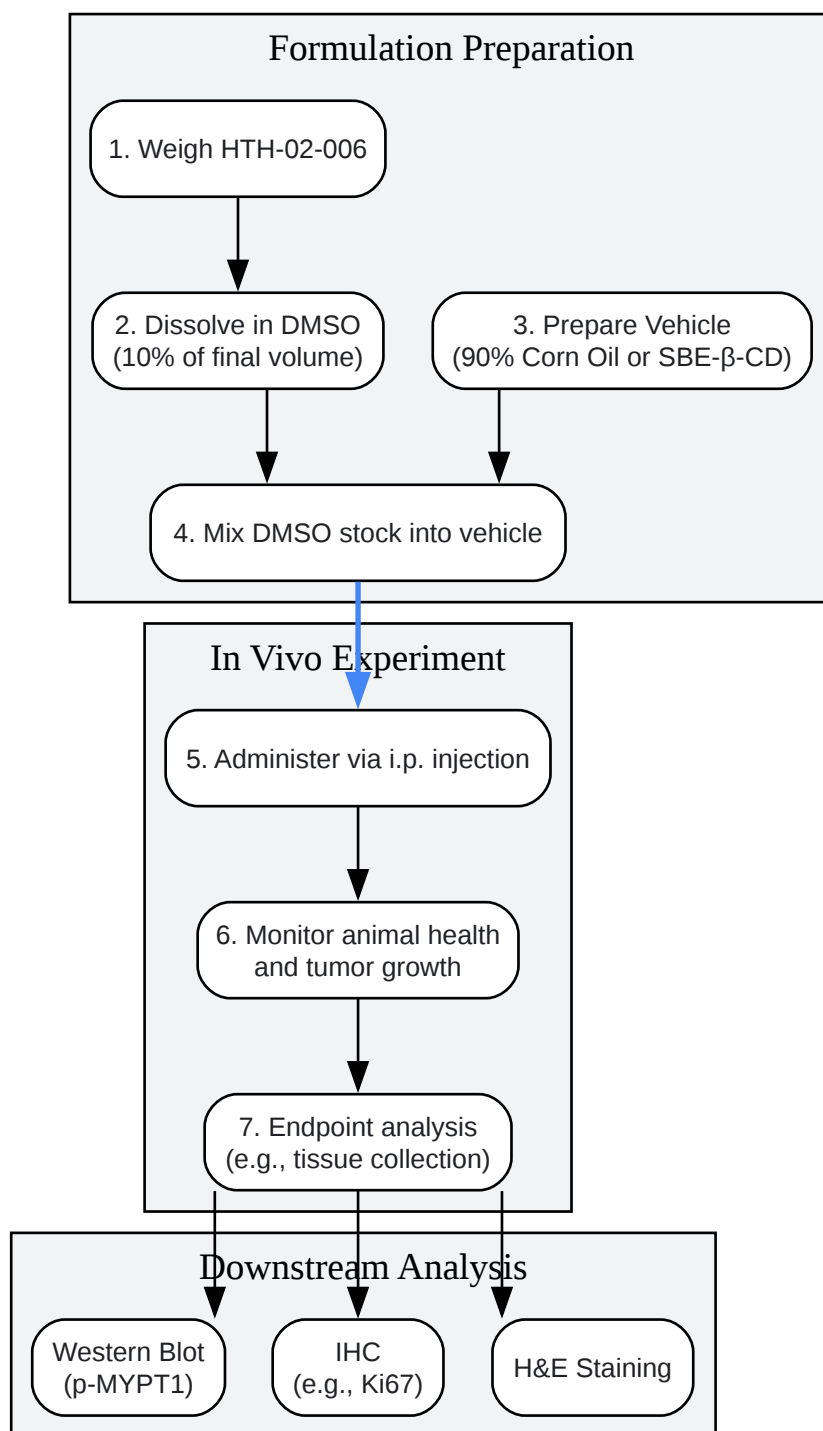 Formulation Preparation
1. Weigh HTH-02-006
2. Dissolve in DMSO
(10% of final volume)
3. Prepare Vehicle
(90% Corn Oil or SBE-β-CD)
4. Mix DMSO stock into vehicle
In Vivo Experiment
5. Administer via i.p. injection
6. Monitor animal health
and tumor growth
7. Endpoint analysis
(e.g., tissue collection)
Downstream Analysis
Western Blot
(p-MYPT1)
IHC
(e.g., Ki67)
H&E Staining